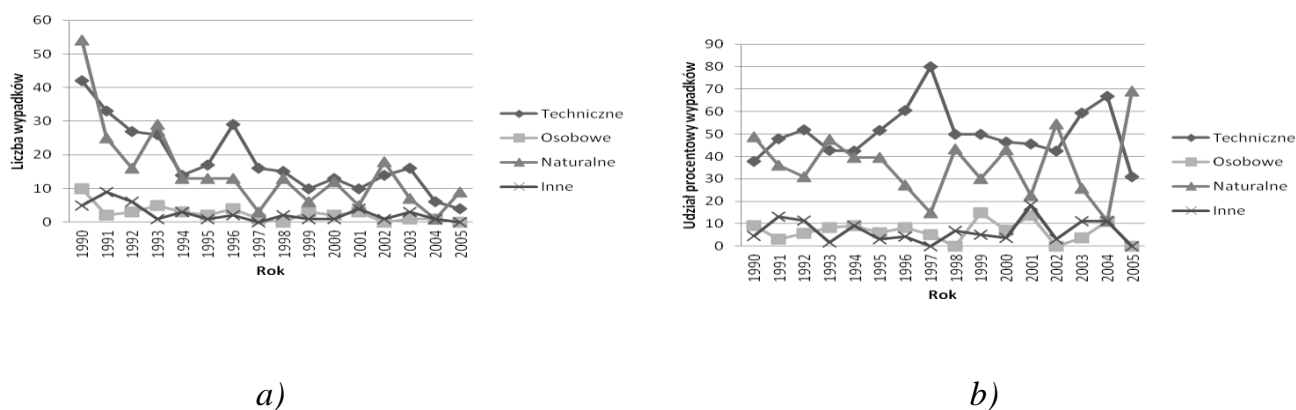 60
50
40
30
20
10
0
Liczba wypadków
1990 1991 1992 1993 1994 1995 1996 1997 1998 1999 2000 2001 2002 2003 2004 2005
Rok
Techniczne
Osobowe
Naturalne
Inne
a)
90
80
70
60
50
40
30
20
10
0
Udział procentowy wypadków
1990 1991 1992 1993 1994 1995 1996 1997 1998 1999 2000 2001 2002 2003 2004 2005
Rok
Techniczne
Osobowe
Naturalne
Inne
b)